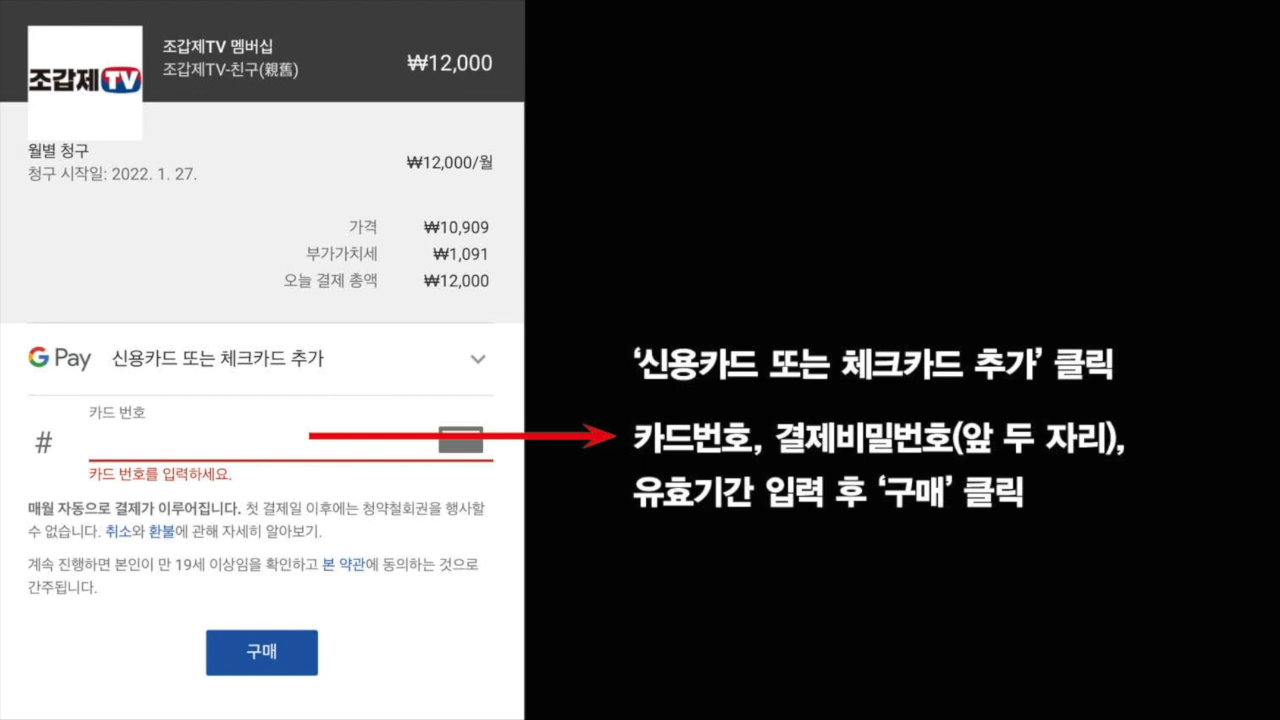 조갑제TV
조갑제TV 멤버십
조갑제TV-친구(親舊)
₩12,000
월별 청구
청구 시작일: 2022. 1. 27.
₩12,000/월
가격 ₩10,909
부가가치세 ₩1,091
오늘 결제 총액 ₩12,000
G Pay 신용카드 또는 체크카드 추가
카드 번호
#
카드 번호를 입력하세요.
매월 자동으로 결제가 이루어집니다. 첫 결제일 이후에는 청약철회권을 행사할
수 없습니다. 취소와 환불에 관해 자세히 알아보기.
계속 진행하면 본인이 만 19세 이상임을 확인하고 본 약관에 동의하는 것으로
간주됩니다.
구매
‘신용카드 또는 체크카드 추가’ 클릭
카드번호, 결제비밀번호(앞 두 자리),
유효기간 입력 후 ‘구매’ 클릭